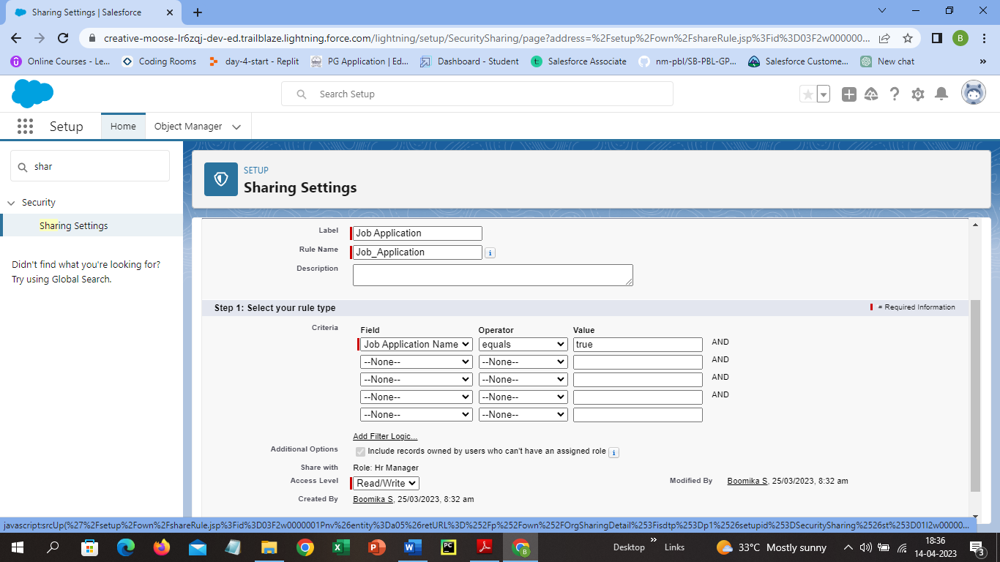 Sharing Settings | Salesforce
creative-moose-lr6zqj-dev-ed.trailblaze.lightning.force.com/lightning/setup/SecuritySharing/page?address=%2Fsetup%2Fown%2FshareRule.jsp%3Fid%3D03F2w000000...
B
Online Courses - Le...
Coding Rooms
day-4-start - Replit
PG Application | Ed...
Dashboard - Student
Salesforce Associate
nm-pbl/SB-PBL-GP...
Salesforce Custome...
New chat
»
Search Setup
Setup
Home
Object Manager
shar
Security
Sharing Settings
Didn't find what you're looking for?
Try using Global Search.
SETUP
Sharing Settings
Label Job Application
Rule Name Job_Application i
Description
Step 1: Select your rule type = Required Information
Criteria Field Operator Value
Job Application Name equals true AND
--None-- --None-- AND
--None-- --None-- AND
--None-- --None-- AND
--None-- --None--
Add Filter Logic...
Additional Options Include records owned by users who can't have an assigned role i
Share with Role: Hr Manager
Access Level Read/Write Modified By Boomika S, 25/03/2023, 8:32 am
Created By Boomika S, 25/03/2023, 8:32 am
javascript:srcUp(%27%2Fsetup%2Fown%2FshareRule.jsp%3Fid%3D03F2w0000001Pnv%26entity%3Da05%26retURL%3D%252Fp%252Fown%252FOrgSharingDetail%253Fisdtp%253Dp1%2526setupid%253DSecuritySharing%2526st%253D01I2w00000...
Desktop » Links 33°C Mostly sunny 18:36
14-04-2023 3